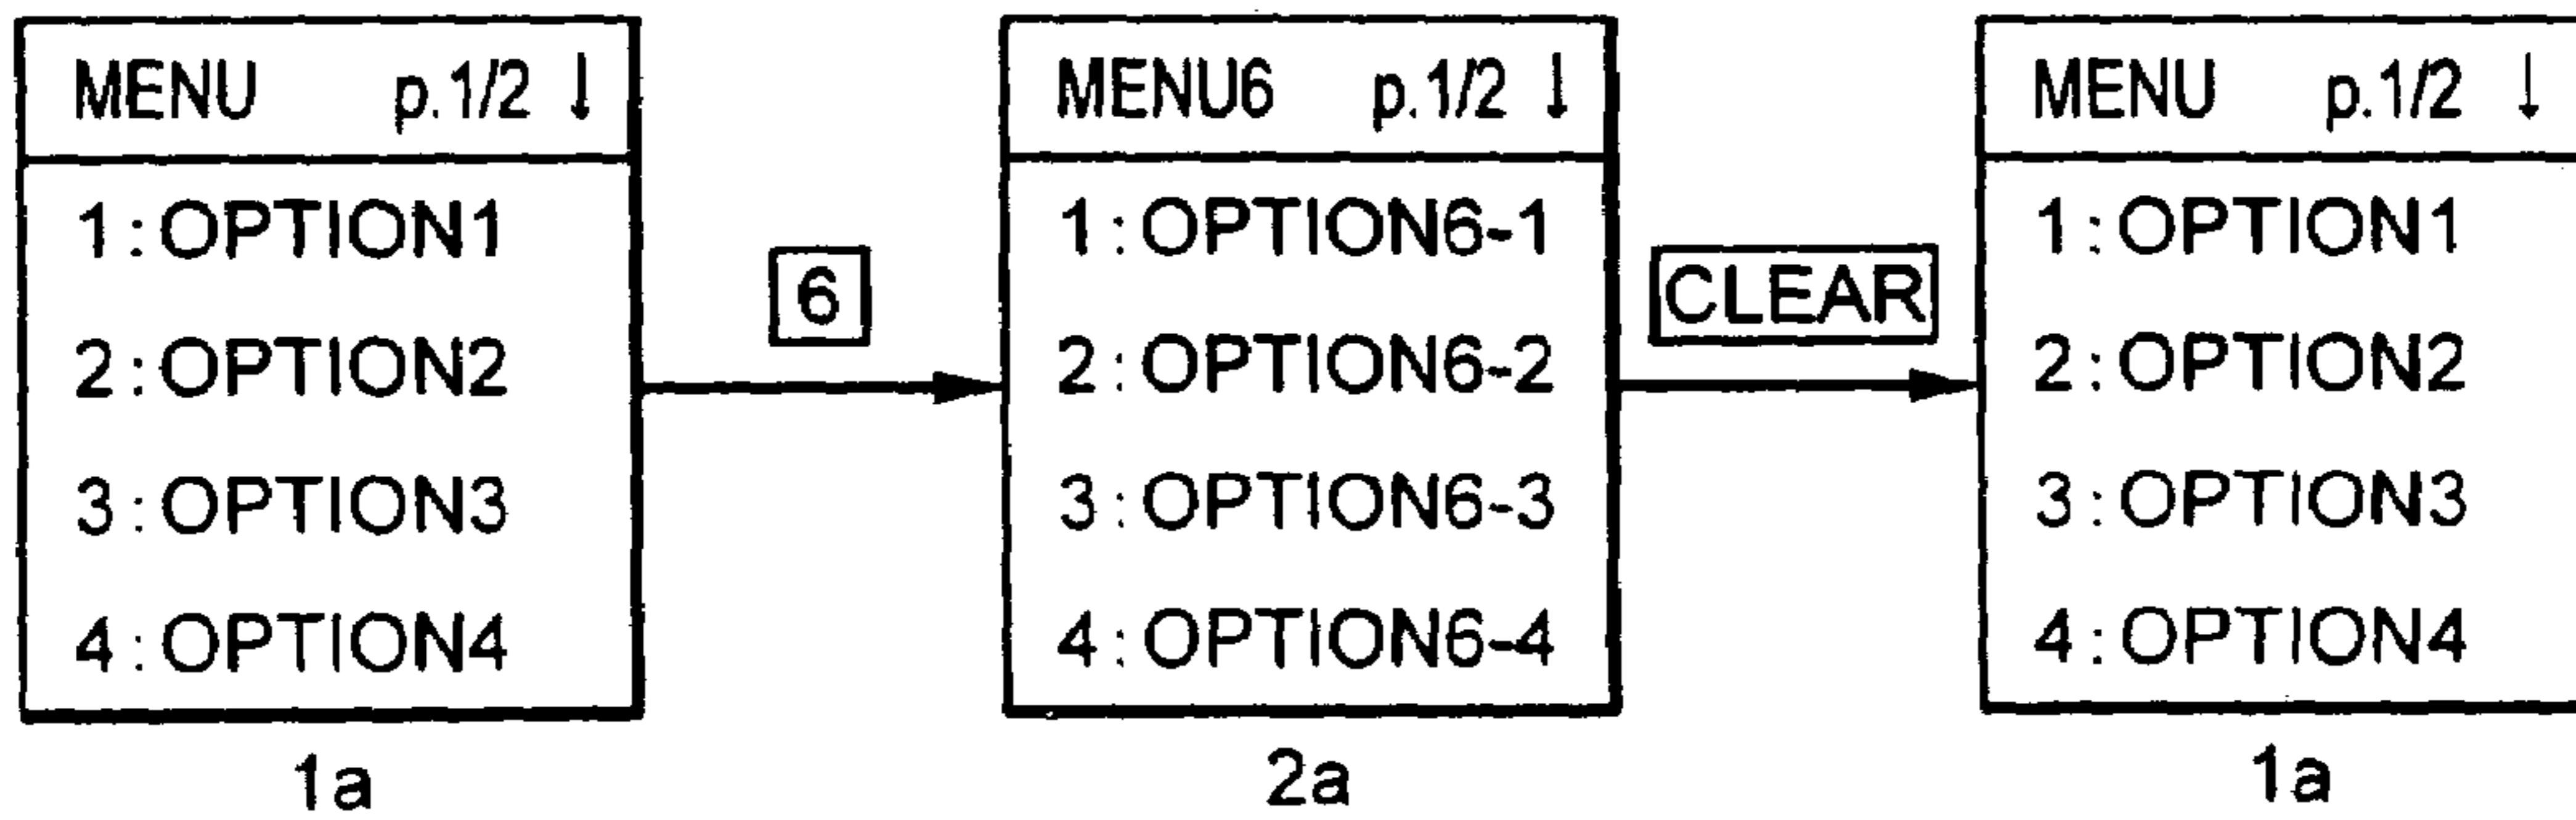 MENU p.1/2 ↓
1:OPTION1
2:OPTION2
3:OPTION3
4:OPTION4
1a
6
MENU6 p.1/2 ↓
1:OPTION6-1
2:OPTION6-2
3:OPTION6-3
4:OPTION6-4
2a
CLEAR
MENU p.1/2 ↓
1:OPTION1
2:OPTION2
3:OPTION3
4:OPTION4
1a